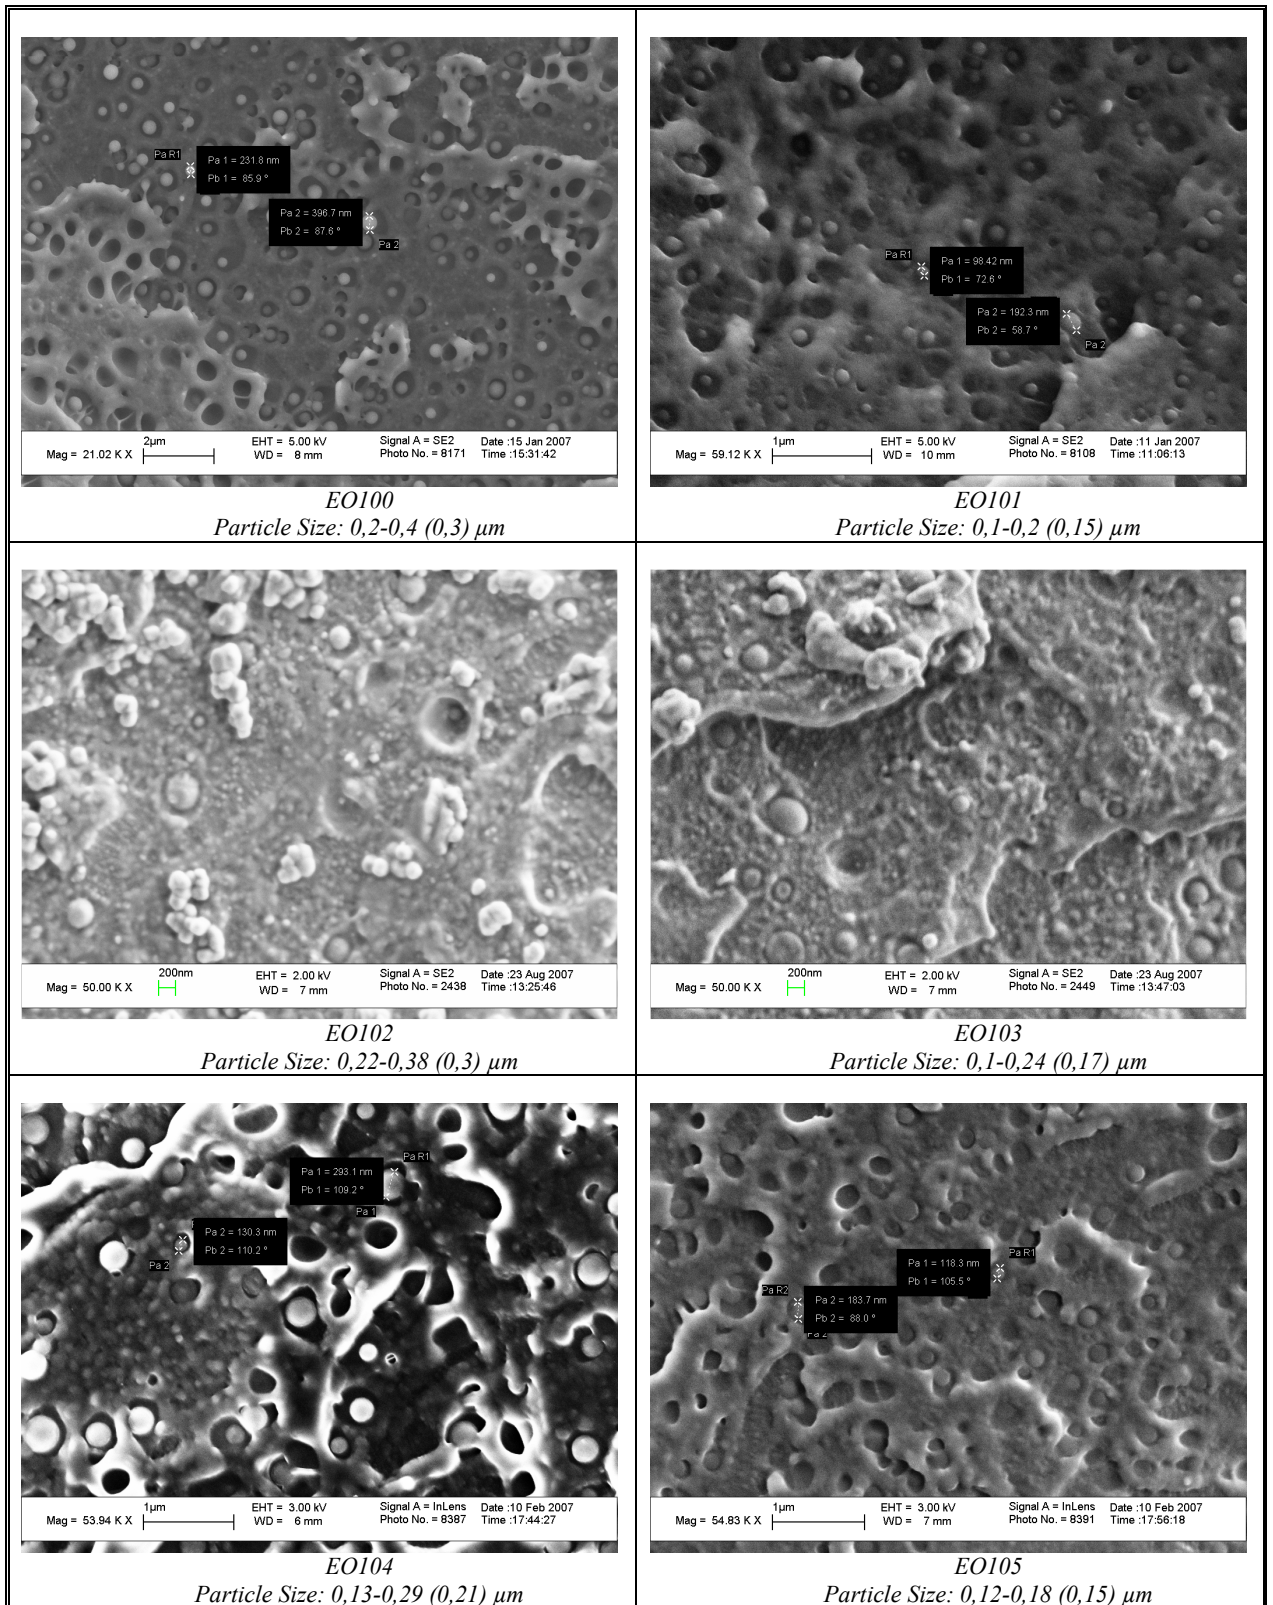 Pa R1
Pa 1 = 231.8 nm
Pb 1 = 85.9 °
Pa 2 = 396.7 nm
Pb 2 = 87.6 °
Pa 2
Mag = 21.02 K X
2µm
EHT = 5.00 kV
WD = 8 mm
Signal A = SE2
Photo No. = 8171
Date :15 Jan 2007
Time :15:31:42
EO100
Particle Size: 0,2-0,4 (0,3) µm
Pa R1
Pa 1 = 98.42 nm
Pb 1 = 72.6 °
Pa 2 = 192.3 nm
Pb 2 = 58.7 °
Pa 2
Mag = 59.12 K X
1µm
EHT = 5.00 kV
WD = 10 mm
Signal A = SE2
Photo No. = 8108
Date :11 Jan 2007
Time :11:06:13
EO101
Particle Size: 0,1-0,2 (0,15) µm
Mag = 50.00 K X
200nm
EHT = 2.00 kV
WD = 7 mm
Signal A = SE2
Photo No. = 2438
Date :23 Aug 2007
Time :13:25:46
EO102
Particle Size: 0,22-0,38 (0,3) µm
Mag = 50.00 K X
200nm
EHT = 2.00 kV
WD = 7 mm
Signal A = SE2
Photo No. = 2449
Date :23 Aug 2007
Time :13:47:03
EO103
Particle Size: 0,1-0,24 (0,17) µm
Pa R1
Pa 1 = 293.1 nm
Pb 1 = 109.2 °
Pa 1
Pa 2 = 130.3 nm
Pb 2 = 110.2 °
Pa 2
Mag = 53.94 K X
1µm
EHT = 3.00 kV
WD = 6 mm
Signal A = InLens
Photo No. = 8387
Date :10 Feb 2007
Time :17:44:27
EO104
Particle Size: 0,13-0,29 (0,21) µm
Pa R1
Pa 1 = 118.3 nm
Pb 1 = 105.5 °
Pa R2
Pa 2 = 183.7 nm
Pb 2 = 88.0 °
Pa 2
Mag = 54.83 K X
1µm
EHT = 3.00 kV
WD = 7 mm
Signal A = InLens
Photo No. = 8391
Date :10 Feb 2007
Time :17:56:18
EO105
Particle Size: 0,12-0,18 (0,15) µm